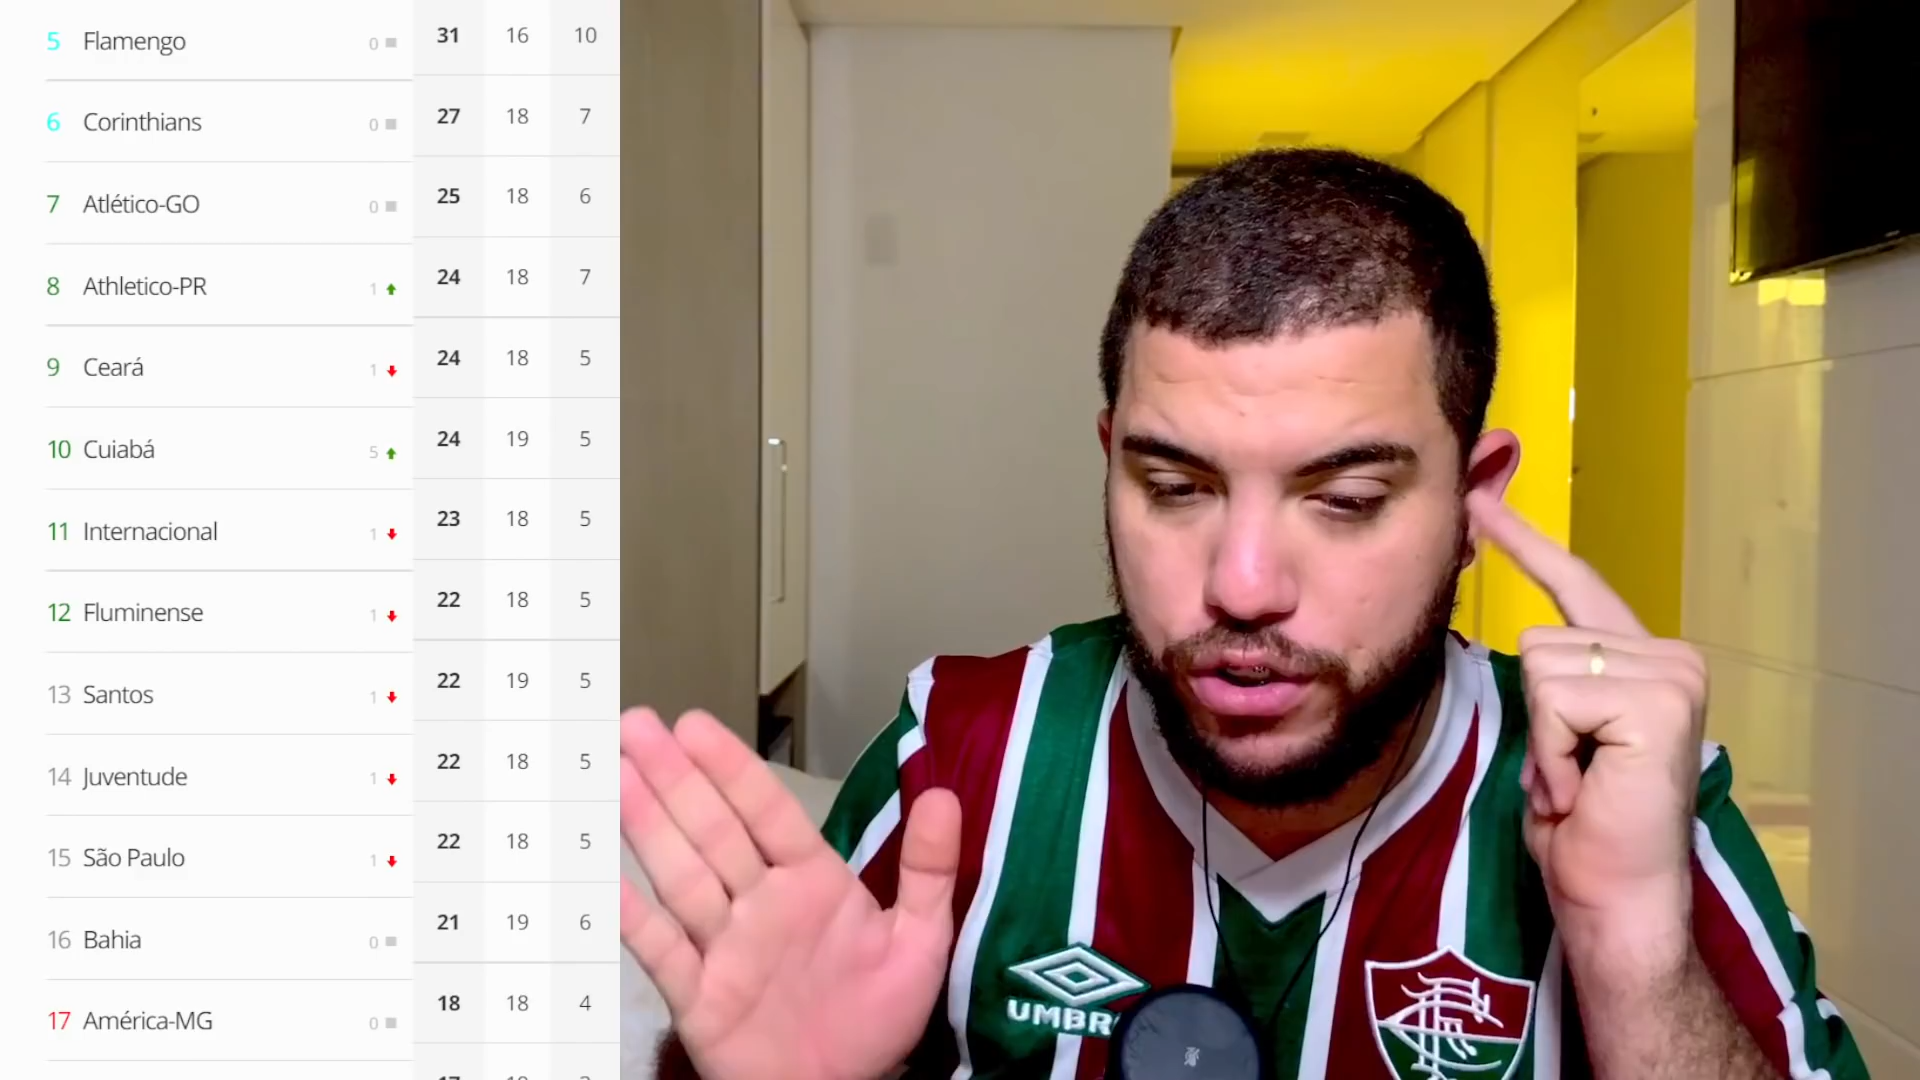 5 Flamengo 0 31 16 10
6 Corinthians 0 27 18 7
7 Atlético-GO 0 25 18 6
8 Athletico-PR 1 24 18 7
9 Ceará 1 24 18 5
10 Cuiabá 5 24 19 5
11 Internacional 1 23 18 5
12 Fluminense 1 22 18 5
13 Santos 1 22 19 5
14 Juventude 1 22 18 5
15 São Paulo 1 22 18 5
16 Bahia 0 21 19 6
17 América-MG 0 18 18 4
UMBR